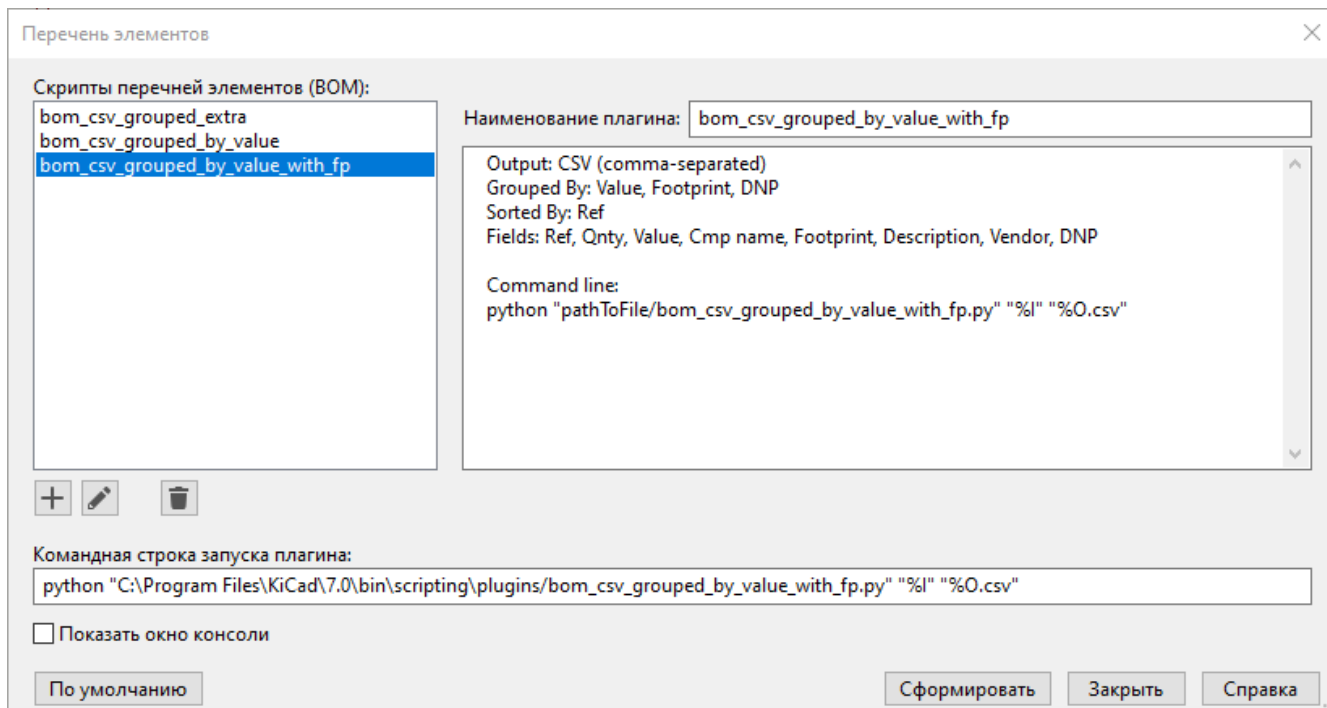 Перечень элементов
Скрипты перечней элементов (BOM):
bom_csv_grouped_extra
bom_csv_grouped_by_value
bom_csv_grouped_by_value_with_fp
Наименование плагина: bom_csv_grouped_by_value_with_fp
Output: CSV (comma-separated)
Grouped By: Value, Footprint, DNP
Sorted By: Ref
Fields: Ref, Qnty, Value, Cmp name, Footprint, Description, Vendor, DNP
Command line:
python "pathToFile/bom_csv_grouped_by_value_with_fp.py" "%I" "%O.csv"
Командная строка запуска плагина:
python "C:\Program Files\KiCad\7.0\bin\scripting\plugins/bom_csv_grouped_by_value_with_fp.py" "%I" "%O.csv"
Показать окно консоли
По умолчанию Сформировать Закрыть Справка